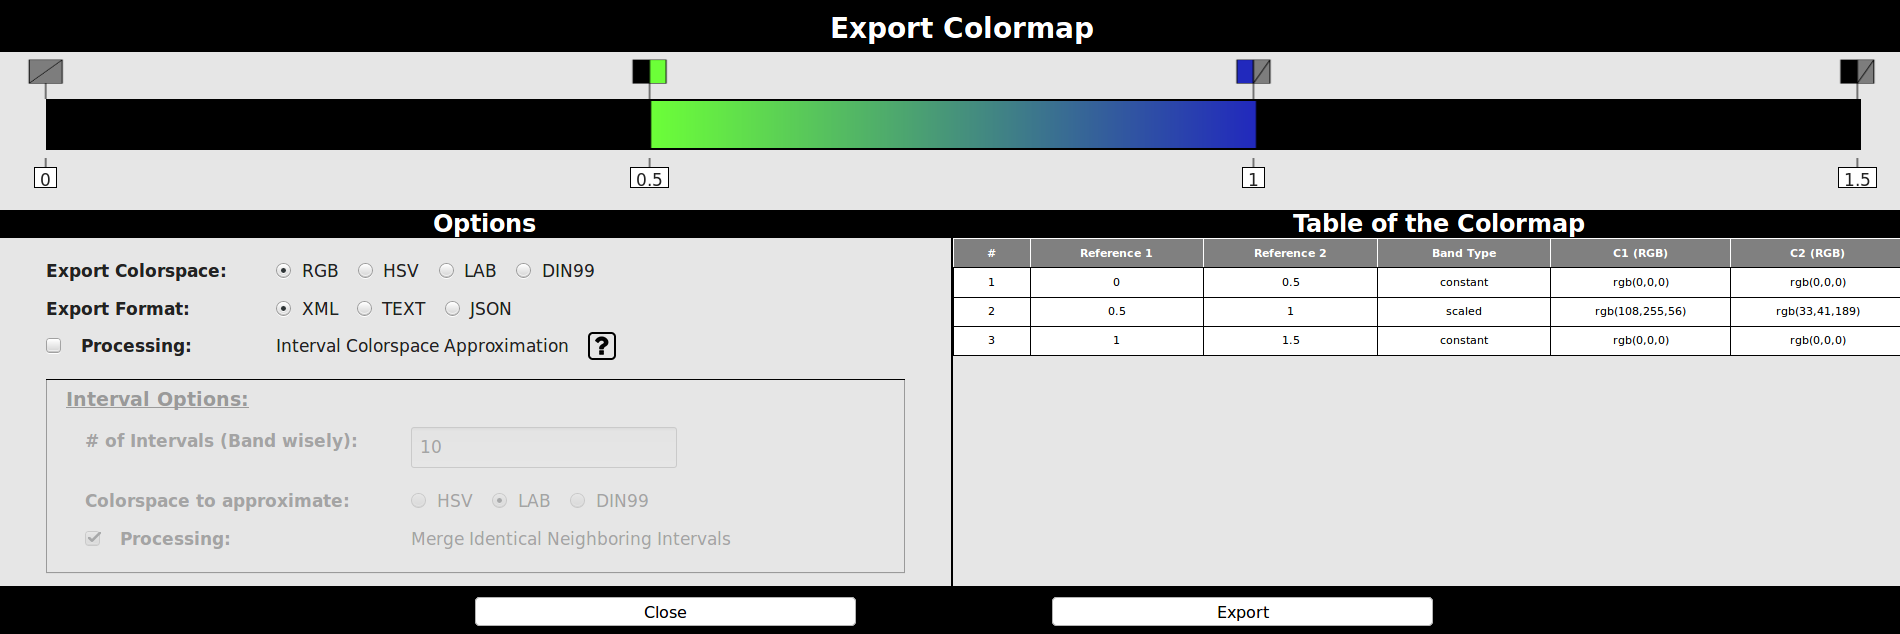 Export Colormap
0 0.5 1 1.5
Options
Export Colorspace: RGB HSV LAB DIN99
Export Format: XML TEXT JSON
Processing: Interval Colorspace Approximation ?
Interval Options:
# of Intervals (Band wisely): 10
Colorspace to approximate: HSV LAB DIN99
Processing: Merge Identical Neighboring Intervals
Table of the Colormap
# Reference 1 Reference 2 Band Type C1 (RGB) C2 (RGB)
1 0 0.5 constant rgb(0,0,0) rgb(0,0,0)
2 0.5 1 scaled rgb(108,255,56) rgb(33,41,189)
3 1 1.5 constant rgb(0,0,0) rgb(0,0,0)
Close Export